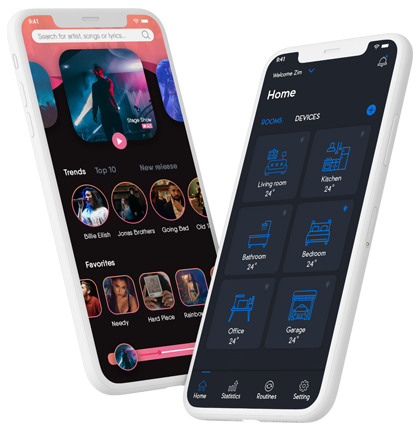 9:41
Search for artist, songs or lyrics...
Stage Show
Trends
Top 10
New release
Billie Eilish
Jonas Brothers
Going Bad
Old
Favorites
Needy
Hard Place
Rainbow
9:41
Welcome Zim
Home
ROOMS
DEVICES
Living room
24°
Kitchen
24°
Bathroom
24°
Bedroom
24°
Office
24°
Garage
24°
Home
Statistics
Routines
Setting